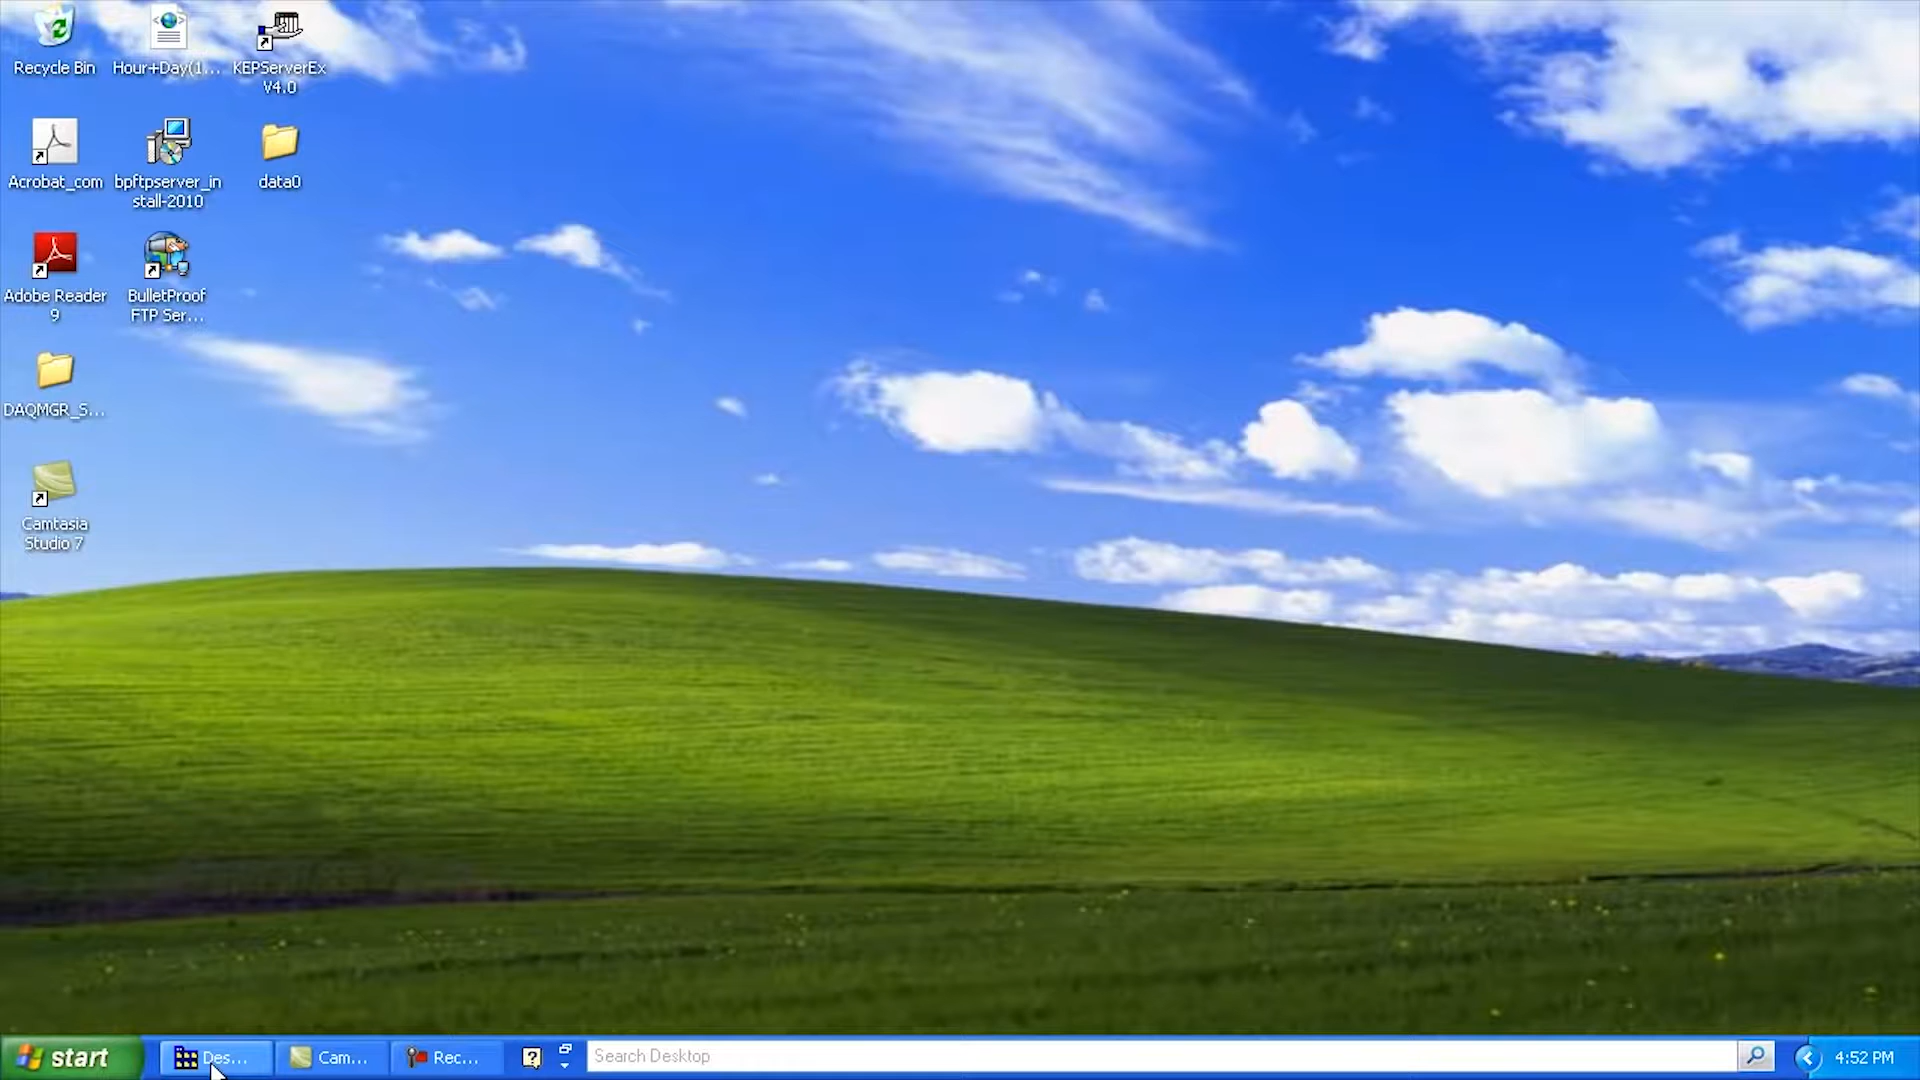 Recycle Bin
Hour+Day(1...
KEPServerEx
V4.0
Acrobat_com
bpftpserver_in
stall-2010
data0
Adobe Reader
9
BulletProof
FTP Ser...
DAQMGR_S...
Camtasia
Studio 7
start
Des...
Cam...
Rec...
?
Search Desktop
4:52 PM